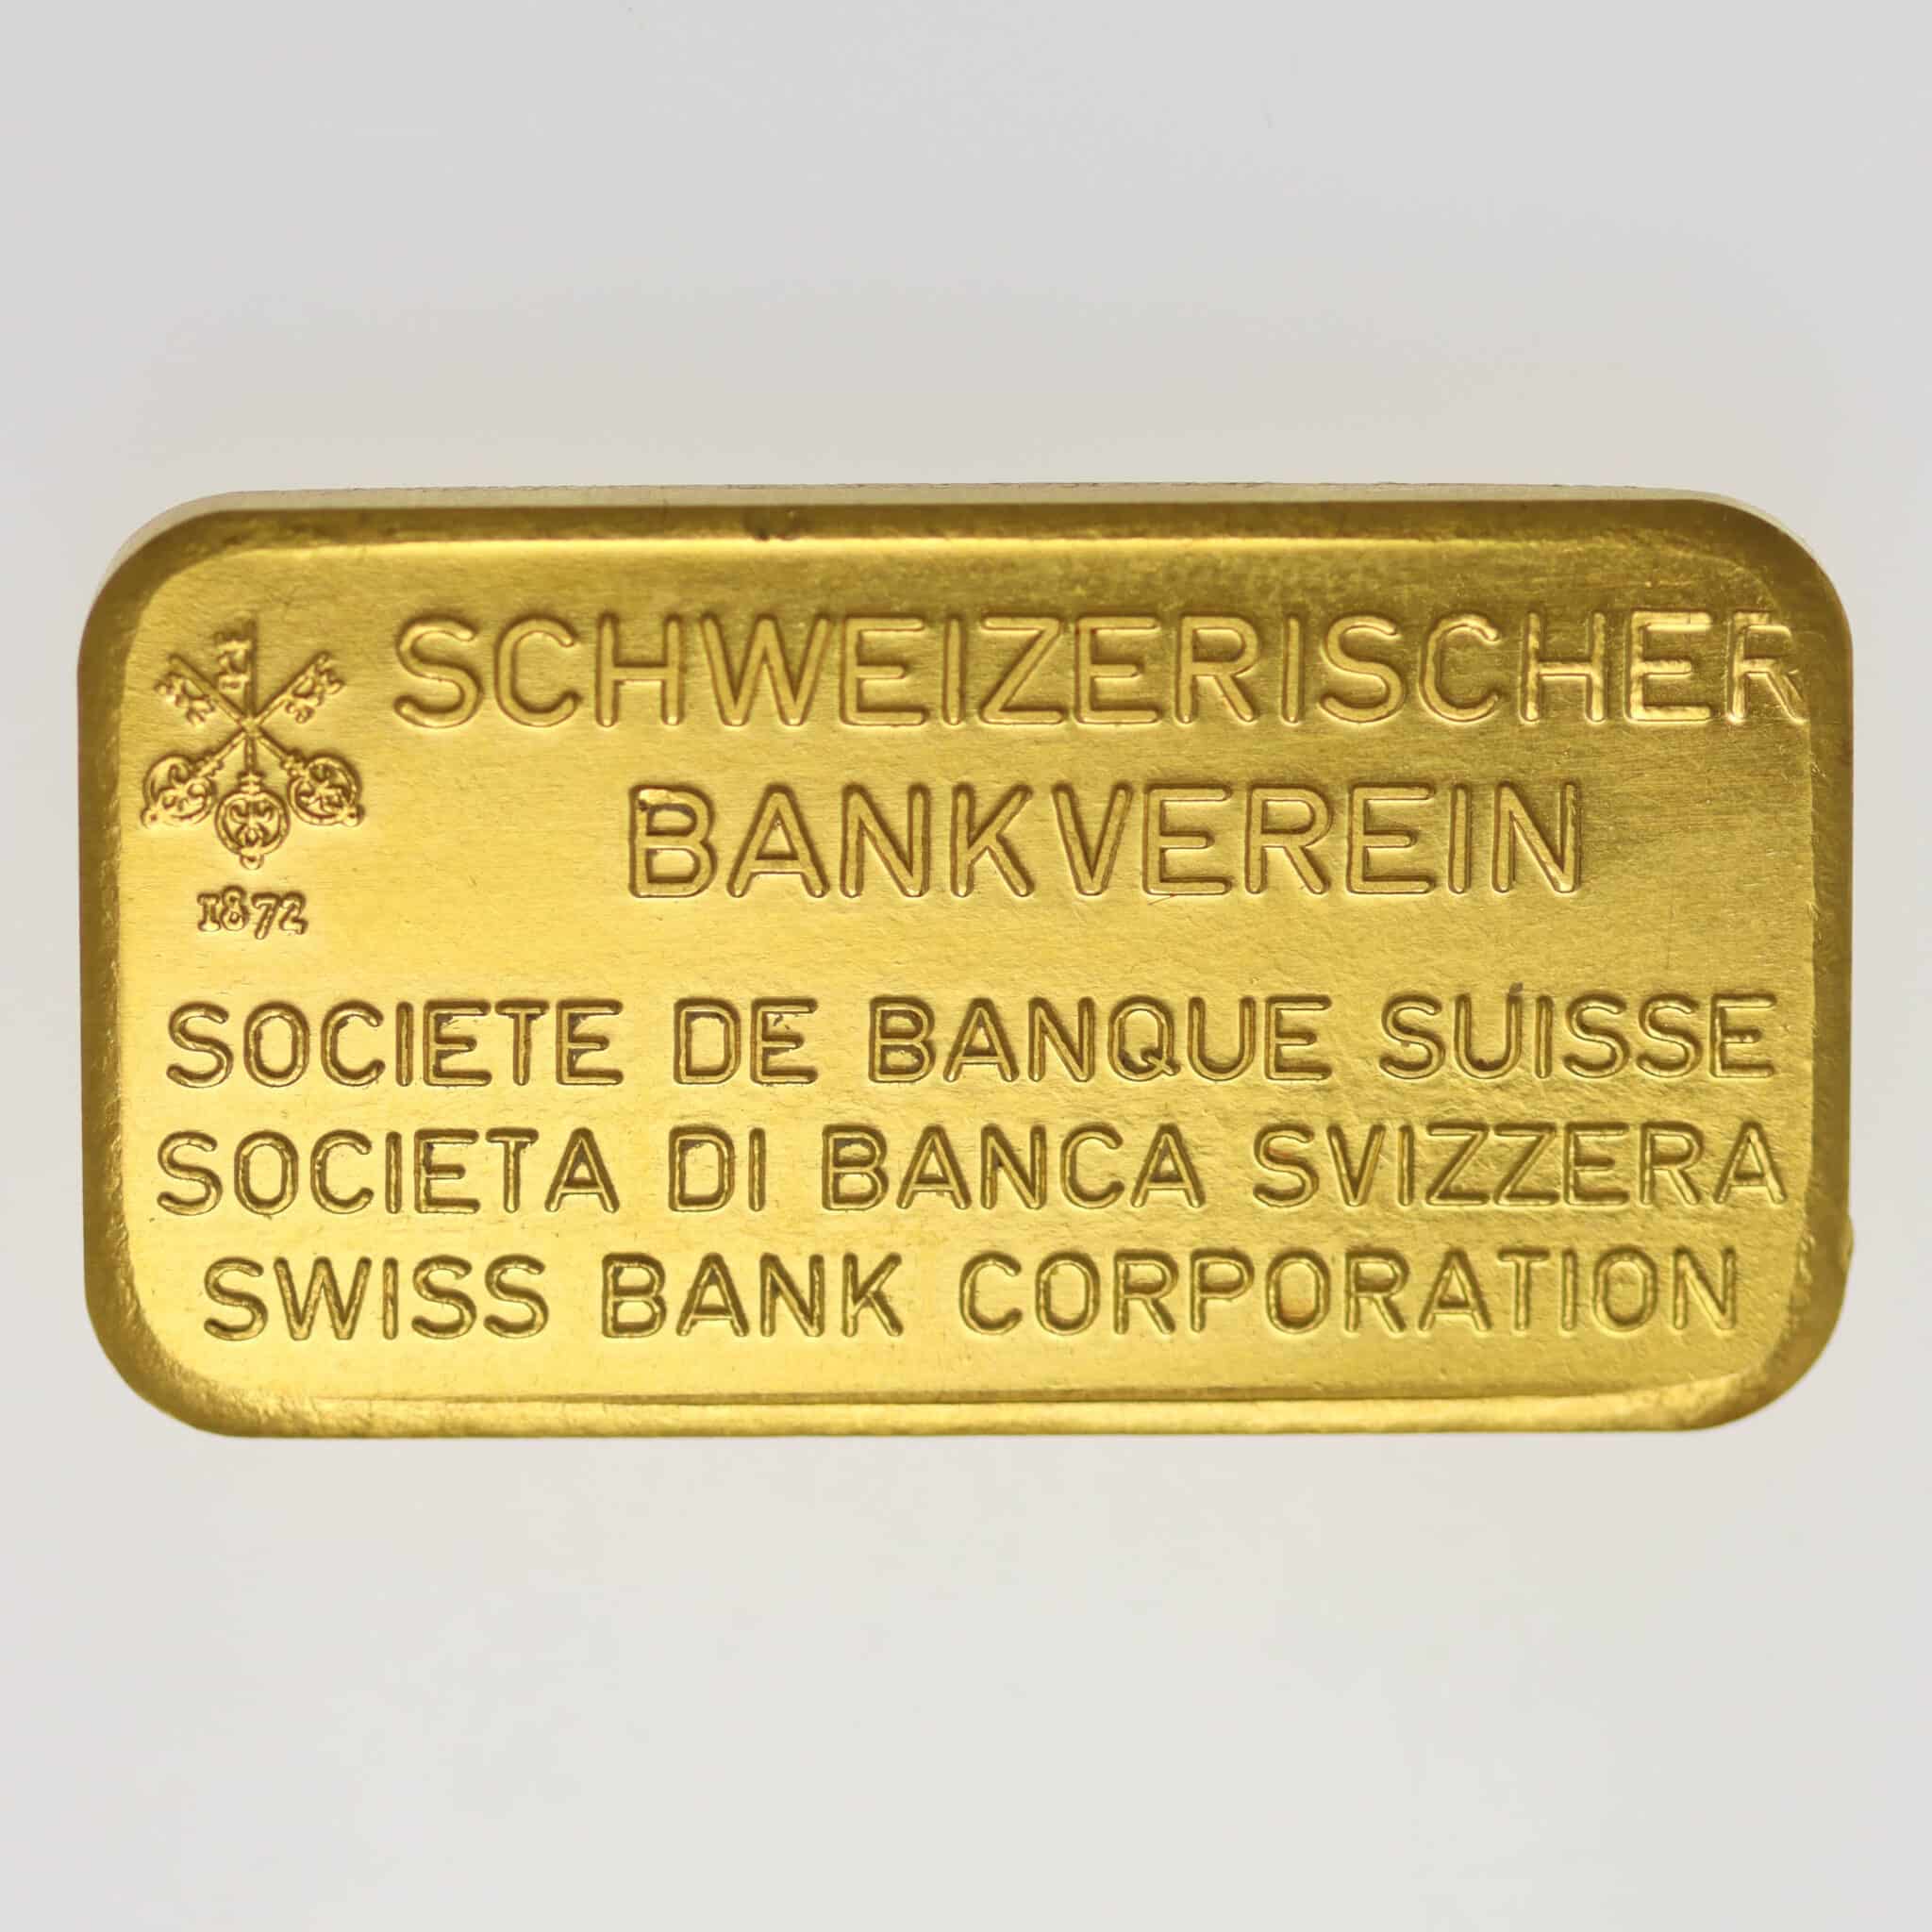 SCHWEIZERISCHER
BANKVEREIN
1872
SOCIETE DE BANQUE SUISSE
SOCIETA DI BANCA SVIZZERA
SWISS BANK CORPORATION